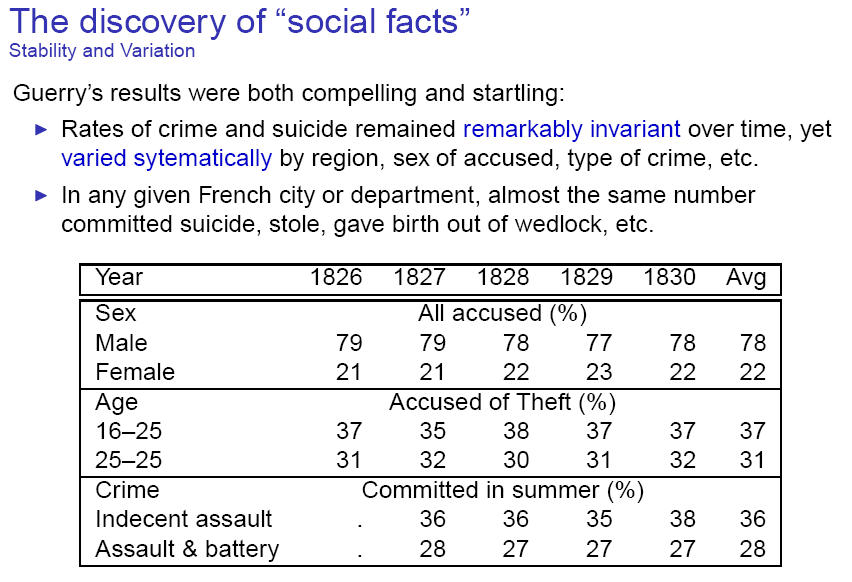 The discovery of “social facts”
Stability and Variation
Guerry’s results were both compelling and startling:
► Rates of crime and suicide remained remarkably invariant over time, yet
varied sytematically by region, sex of accused, type of crime, etc.
► In any given French city or department, almost the same number
committed suicide, stole, gave birth out of wedlock, etc.
Year 1826 1827 1828 1829 1830 Avg
Sex All accused (%)
Male 79 79 78 77 78 78
Female 21 21 22 23 22 22
Age Accused of Theft (%)
16–25 37 35 38 37 37 37
25–25 31 32 30 31 32 31
Crime Committed in summer (%)
Indecent assault . 36 36 35 38 36
Assault & battery . 28 27 27 27 28